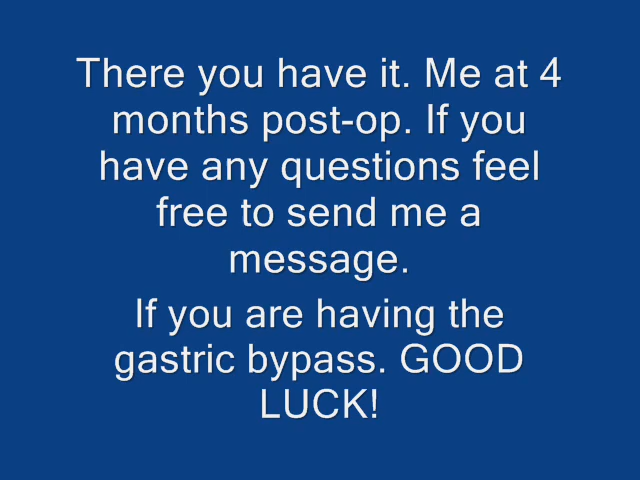 There you have it. Me at 4
months post-op. If you
have any questions feel
free to send me a
message.
If you are having the
gastric bypass. GOOD
LUCK!